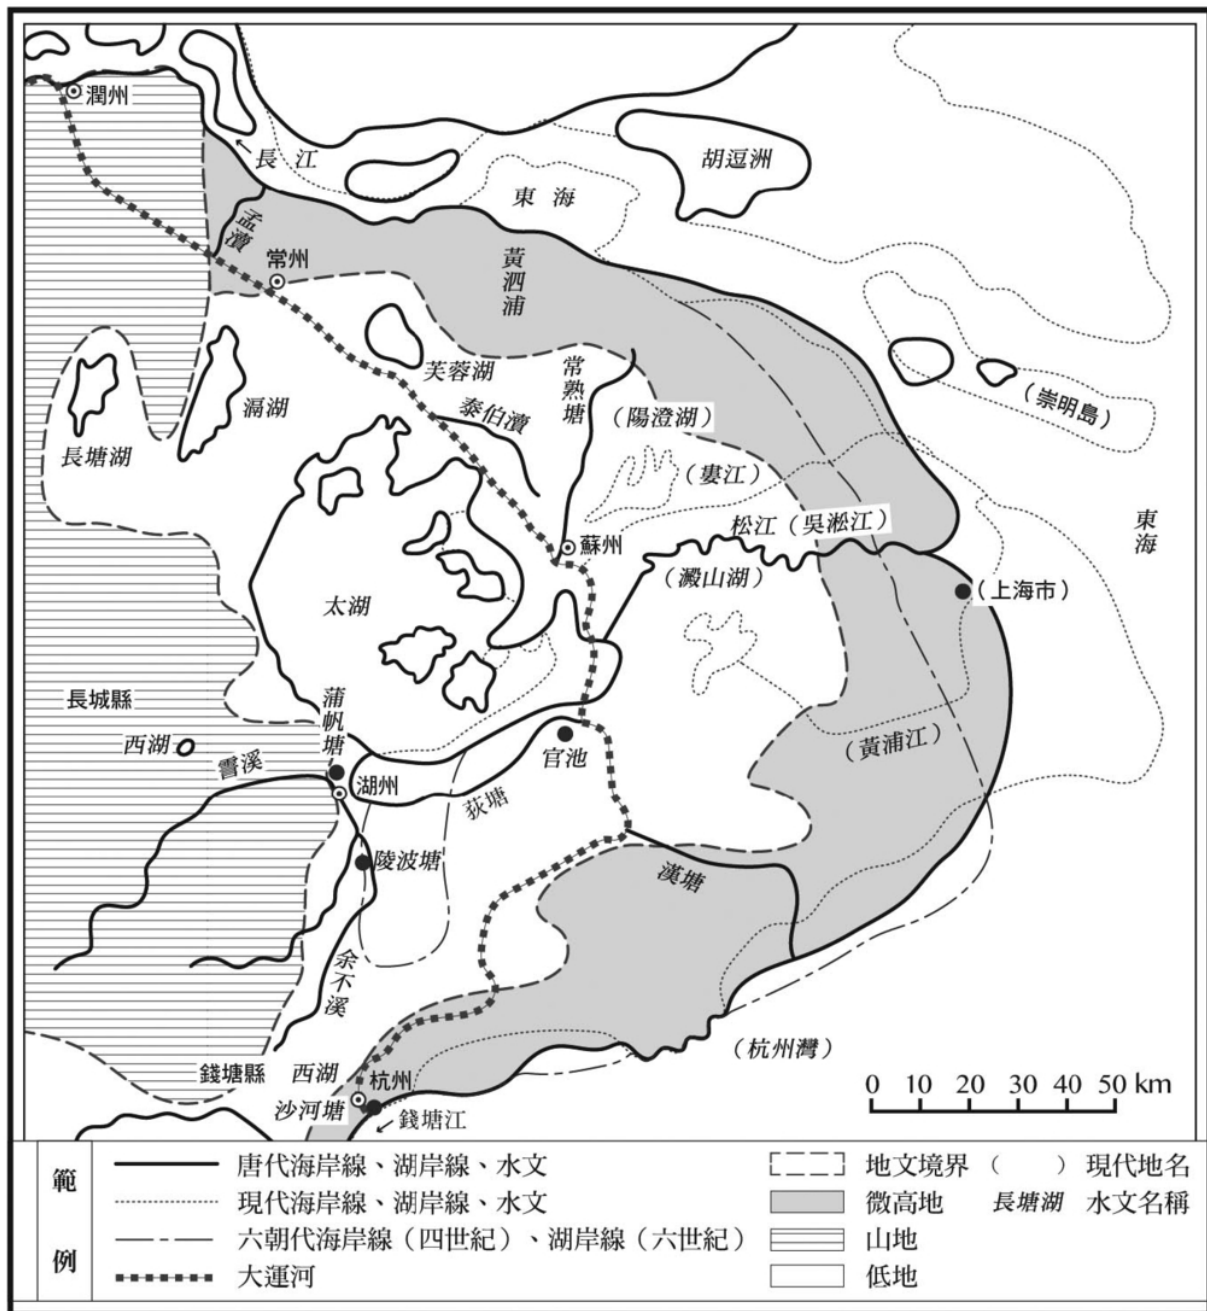 潤州
長江
胡逗洲
東海
孟瀆
常州
黃泗浦
芙蓉湖
常熟塘
(陽澄湖)
(崇明島)
滆湖
泰伯瀆
長塘湖
(婁江)
松江(吳淞江)
東海
蘇州
(澱山湖)
(上海市)
太湖
長城縣
蒲帆塘
西湖
霅溪
湖州
官池
(黃浦江)
荻塘
陵波塘
漢塘
余不溪
(杭州灣)
錢塘縣
西湖
杭州
沙河塘
錢塘江
0 10 20 30 40 50 km
範例
唐代海岸線、湖岸線、水文
現代海岸線、湖岸線、水文
六朝代海岸線(四世紀)、湖岸線(六世紀)
大運河
地文境界
( ) 現代地名
微高地
長塘湖 水文名稱
山地
低地